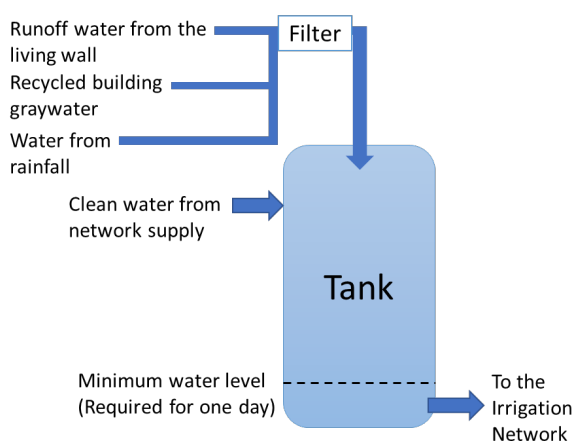 Runoff water from the
living wall
Filter
Recycled building
graywater
Water from
rainfall
Clean water from
network supply
Tank
Minimum water level
(Required for one day)
To the
Irrigation
Network